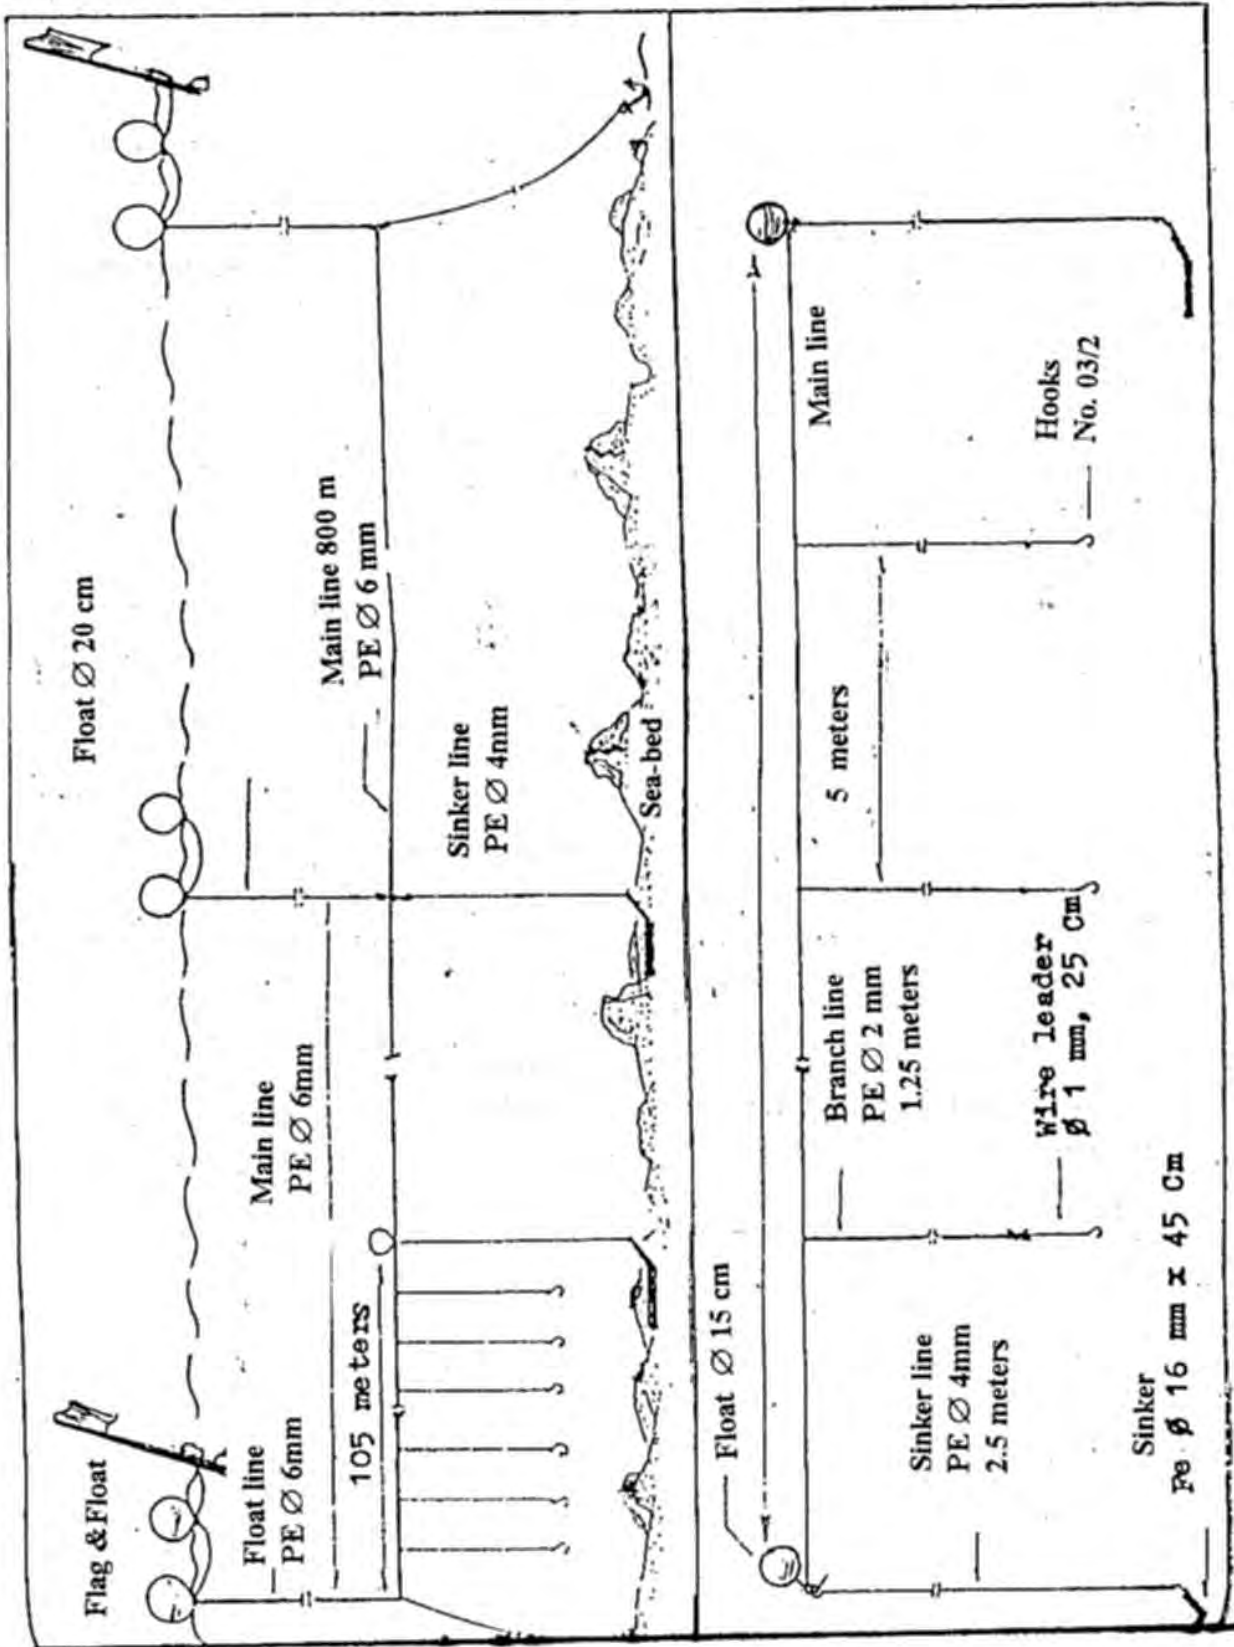 Flag & Float
Float Ø 20 cm
Float line
PE Ø 6mm
Main line
PE Ø 6mm
Main line 800 m
PE Ø 6 mm
105 meters
Sinker line
PE Ø 4mm
Sea-bed
Float Ø 15 cm
Main line
5 meters
Branch line
PE Ø 2 mm
1.25 meters
Sinker line
PE Ø 4mm
2.5 meters
Wire leader
Ø 1 mm, 25 Cm
Hooks
No. 03/2
Sinker
Fe Ø 16 mm x 45 Cm